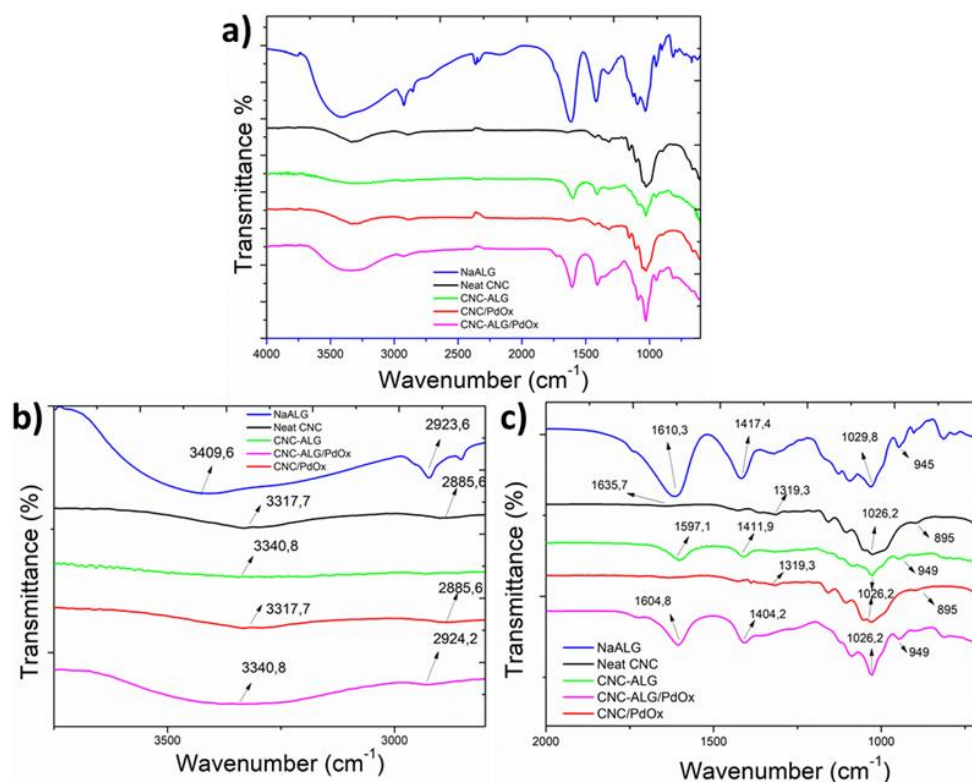 a)
Transmittance %
NaALG
Neat CNC
CNC-ALG
CNC/PdOx
CNC-ALG/PdOx
4000 3500 3000 2500 2000 1500 1000
Wavenumber (cm⁻¹)
b)
Transmittance (%)
NaALG
Neat CNC
CNC-ALG
CNC-ALG/PdOx
CNC/PdOx
3409,6
2923,6
3317,7
2885,6
3340,8
3317,7
2885,6
3340,8
2924,2
3500 3000
Wavenumber (cm⁻¹)
c)
Transmittance (%)
1610,3
1417,4
1029,8
945
1635,7
1319,3
1026,2
895
1597,1
1411,9
949
1319,3
1026,2
895
1604,8
1404,2
1026,2
949
NaALG
Neat CNC
CNC-ALG
CNC-ALG/PdOx
CNC/PdOx
2000 1500 1000
Wavenumber (cm⁻¹)